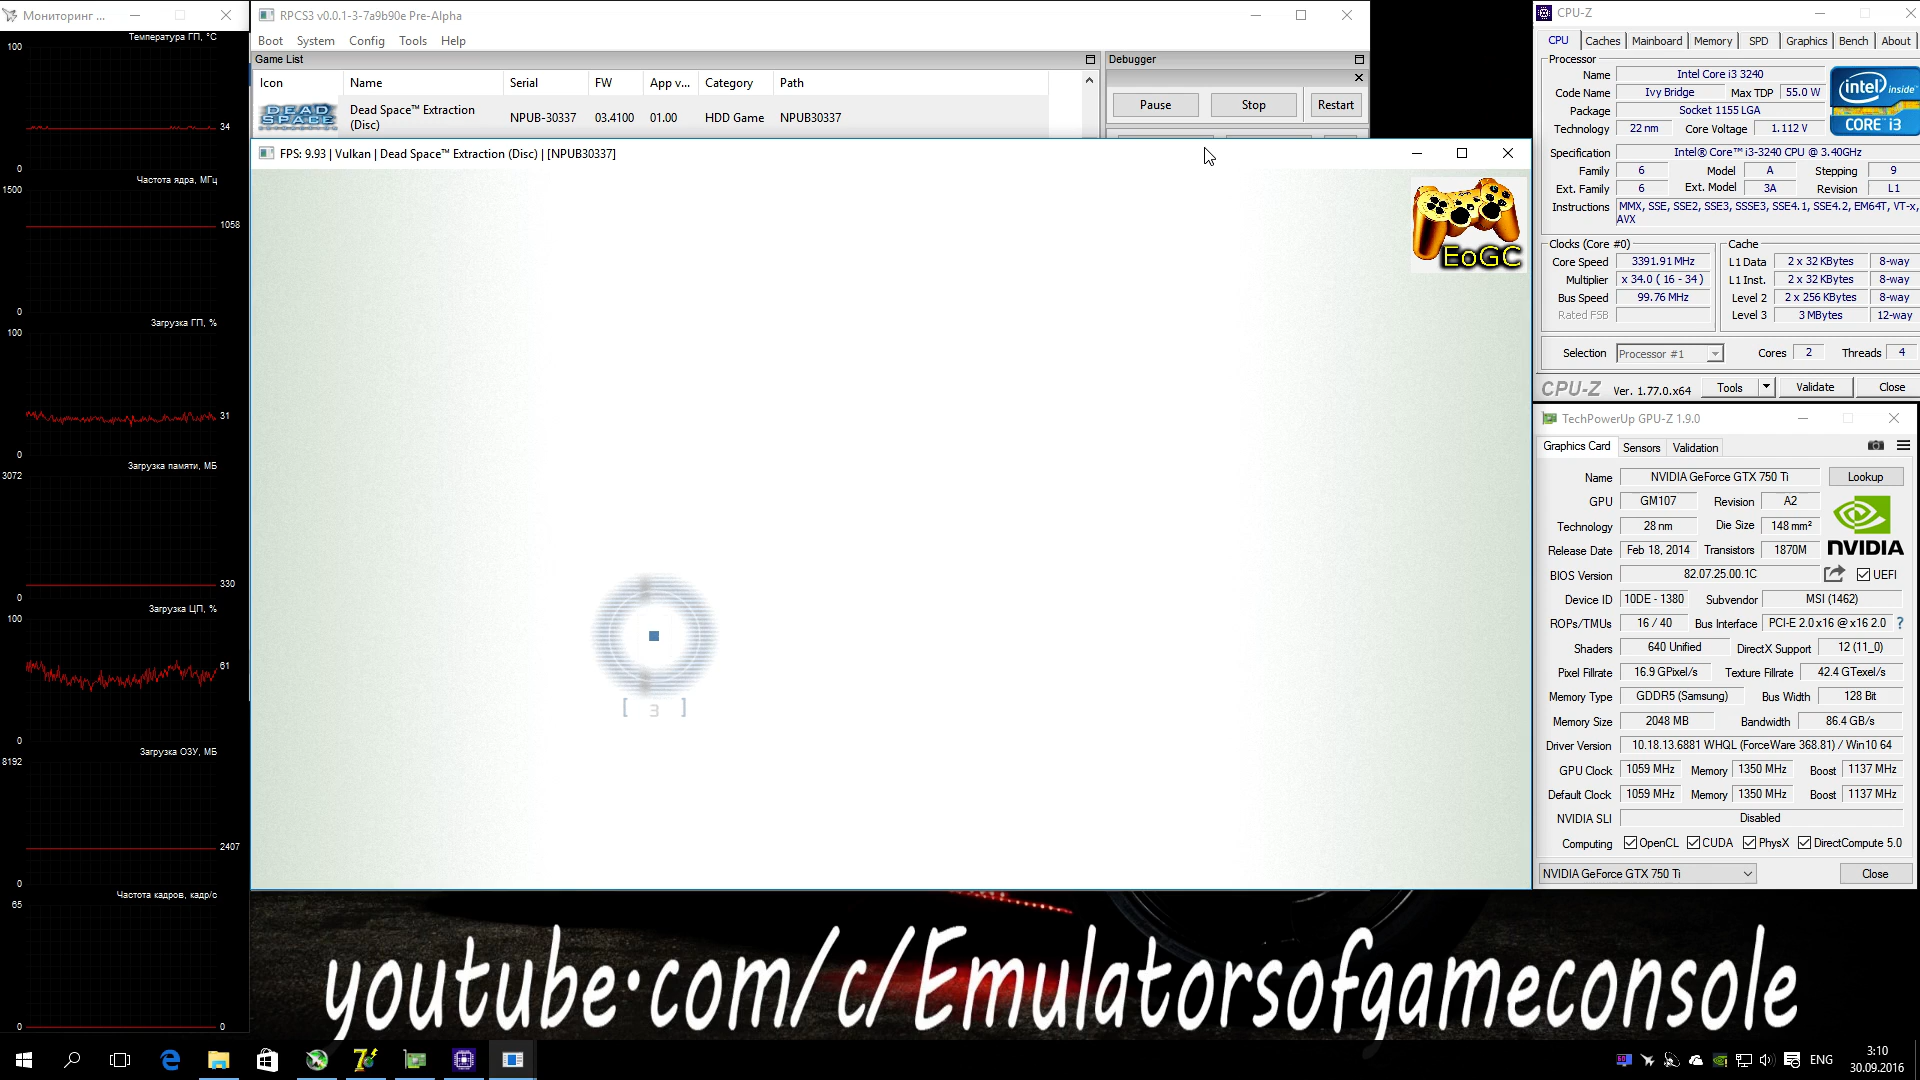 Мониторинг ...
Температура ГП, °C
100
34
0
Частота ядра, МГц
1500
1058
0
Загрузка ГП, %
100
31
0
Загрузка памяти, МБ
3072
330
0
Загрузка ЦП, %
100
61
0
Загрузка ОЗУ, МБ
8192
2407
0
Частота кадров, кадр/с
65
0
0
RPCS3 v0.0.1-3-7a9b90e Pre-Alpha
Boot System Config Tools Help
Game List
Icon Name Serial FW App v... Category Path
DEAD SPACE
Dead Space™ Extraction (Disc) NPUB-30337 03.4100 01.00 HDD Game NPUB30337
Debugger
Pause Stop Restart
FPS: 9.93 | Vulkan | Dead Space™ Extraction (Disc) | [NPUB30337]
EoGC
[ 3 ]
CPU-Z
CPU Caches Mainboard Memory SPD Graphics Bench About
Processor
Name Intel Core i3 3240
Code Name Ivy Bridge Max TDP 55.0 W
Package Socket 1155 LGA
Technology 22 nm Core Voltage 1.112 V
intel inside™
CORE i3
Specification Intel® Core™ i3-3240 CPU @ 3.40GHz
Family 6 Model A Stepping 9
Ext. Family 6 Ext. Model 3A Revision L1
Instructions MMX, SSE, SSE2, SSE3, SSSE3, SSE4.1, SSE4.2, EM64T, VT-x, AVX
Clocks (Core #0)
Core Speed 3391.91 MHz
Multiplier x 34.0 ( 16 - 34 )
Bus Speed 99.76 MHz
Rated FSB
Cache
L1 Data 2 x 32 KBytes 8-way
L1 Inst. 2 x 32 KBytes 8-way
Level 2 2 x 256 KBytes 8-way
Level 3 3 MBytes 12-way
Selection Processor #1 Cores 2 Threads 4
CPU-Z Ver. 1.77.0.x64 Tools Validate Close
TechPowerUp GPU-Z 1.9.0
Graphics Card Sensors Validation
Name NVIDIA GeForce GTX 750 Ti Lookup
GPU GM107 Revision A2
Technology 28 nm Die Size 148 mm²
Release Date Feb 18, 2014 Transistors 1870M
NVIDIA
BIOS Version 82.07.25.00.1C UEFI
Device ID 10DE - 1380 Subvendor MSI (1462)
ROPs/TMUs 16 / 40 Bus Interface PCI-E 2.0 x16 @ x16 2.0 ?
Shaders 640 Unified DirectX Support 12 (11_0)
Pixel Fillrate 16.9 GPixel/s Texture Fillrate 42.4 GTexel/s
Memory Type GDDR5 (Samsung) Bus Width 128 Bit
Memory Size 2048 MB Bandwidth 86.4 GB/s
Driver Version 10.18.13.6881 WHQL (ForceWare 368.81) / Win10 64
GPU Clock 1059 MHz Memory 1350 MHz Boost 1137 MHz
Default Clock 1059 MHz Memory 1350 MHz Boost 1137 MHz
NVIDIA SLI Disabled
Computing OpenCL CUDA PhysX DirectCompute 5.0
NVIDIA GeForce GTX 750 Ti Close
youtube.com/c/Emulatorsofgameconsole
ENG
3:10
30.09.2016